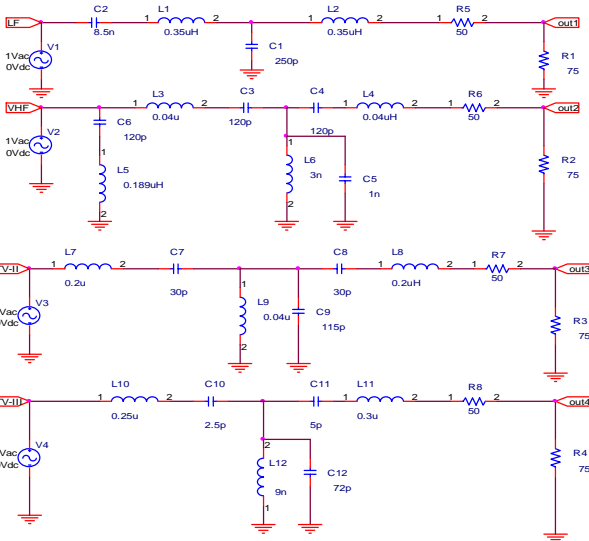 LF
C2
8.5n
1
L1
2
0.35uH
1
L2
2
0.35uH
R5
1
2
50
out1
V1
1Vac
0Vdc
C1
250p
R1
75
VHF
L3
1
2
0.04u
C3
120p
C4
120p
L4
1
2
0.04uH
R6
1
2
50
out2
V2
1Vac
0Vdc
C6
120p
1
L5
0.189uH
2
1
L6
3n
2
C5
1n
R2
75
TV-II
L7
1
2
0.2u
C7
30p
C8
30p
L8
1
2
0.2uH
R7
1
2
50
out3
V3
Vac
Vdc
1
L9
0.04u
2
C9
115p
R3
75
TV-III
L10
1
2
0.25u
C10
2.5p
C11
5p
L11
1
2
0.3u
R8
1
2
50
out4
V4
Vac
Vdc
2
L12
9n
1
C12
72p
R4
75